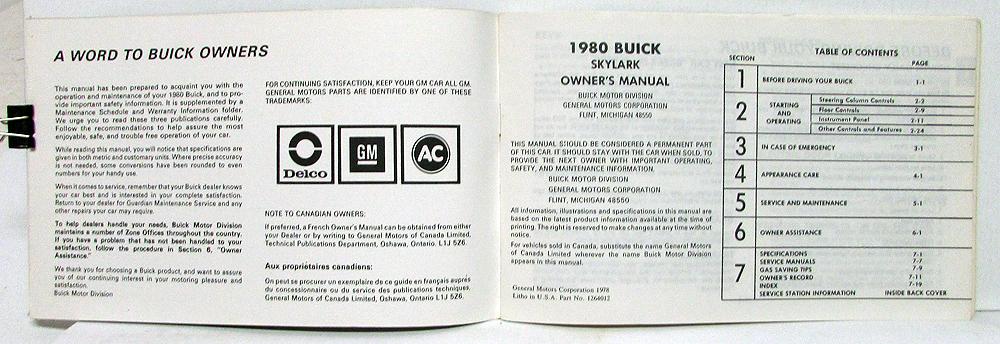 A WORD TO BUICK OWNERS
This manual has been prepared to acquaint you with the
operation and maintenance of your 1980 Buick, and to pro-
vide important safety information. It is supplemented by a
Maintenance Schedule and Warranty Information folder.
We urge you to read these three publications carefully.
Follow the recommendations to help assure the most
enjoyable, safe, and trouble free operation of your car.
While reading this manual, you will notice that specifications are
given in both metric and customary units. Where precise accuracy
is not needed, some conversions have been rounded to even
numbers for your handy use.
When it comes to service, remember that your Buick dealer knows
your car best and is interested in your complete satisfaction.
Return to your dealer for Guardian Maintenance Service and any
other repairs your car may require.
To help dealers handle your needs, Buick Motor Division
maintains a number of Zone Offices throughout the country.
If you have a problem that has not been handled to your
satisfaction, follow the procedure in Section 6, "Owner
Assistance."
We thank you for choosing a Buick product, and want to assure
you of our continuing interest in your motoring pleasure and
satisfaction.
Buick Motor Division
FOR CONTINUING SATISFACTION, KEEP YOUR GM CAR ALL GM.
GENERAL MOTORS PARTS ARE IDENTIFIED BY ONE OF THESE
TRADEMARKS:
Delco
GM
AC
NOTE TO CANADIAN OWNERS:
If preferred, a French Owner's Manual can be obtained from either
your Dealer or by writing to General Motors of Canada Limited,
Technical Publications Department, Oshawa, Ontario. L1J 5Z6.
Aux propriétaires canadiens:
On peut se procurer un exemplaire de ce guide en français auprès
du concessionnaire ou du service des publications techniques,
General Motors of Canada Limited, Oshawa, Ontario L1J 5Z6.
1980 BUICK
SKYLARK
OWNER'S MANUAL
BUICK MOTOR DIVISION
GENERAL MOTORS CORPORATION
FLINT, MICHIGAN 48550
THIS MANUAL SHOULD BE CONSIDERED A PERMANENT PART
OF THIS CAR. IT SHOULD STAY WITH THE CAR WHEN SOLD, TO
PROVIDE THE NEXT OWNER WITH IMPORTANT OPERATING,
SAFETY, AND MAINTENANCE INFORMATION.
BUICK MOTOR DIVISION
GENERAL MOTORS CORPORATION
FLINT, MICHIGAN 48550
All information, illustrations and specifications in this manual are
based on the latest product information available at the time of
printing. The right is reserved to make changes at any time without
notice.
For vehicles sold in Canada, substitute the name General Motors
of Canada Limited wherever the name Buick Motor Division
appears in this manual.
General Motors Corporation 1978
Litho in U.S.A. Part No. 1264012
TABLE OF CONTENTS
SECTION PAGE
1 BEFORE DRIVING YOUR BUICK 1-1
2 STARTING AND OPERATING
Steering Column Controls 2-2
Floor Controls 2-9
Instrument Panel 2-11
Other Controls and Features 2-24
3 IN CASE OF EMERGENCY 3-1
4 APPEARANCE CARE 4-1
5 SERVICE AND MAINTENANCE 5-1
6 OWNER ASSISTANCE 6-1
7 SPECIFICATIONS 7-1
SERVICE MANUALS 7-7
GAS SAVING TIPS 7-9
OWNER'S RECORD 7-11
INDEX 7-19
SERVICE STATION INFORMATION INSIDE BACK COVER